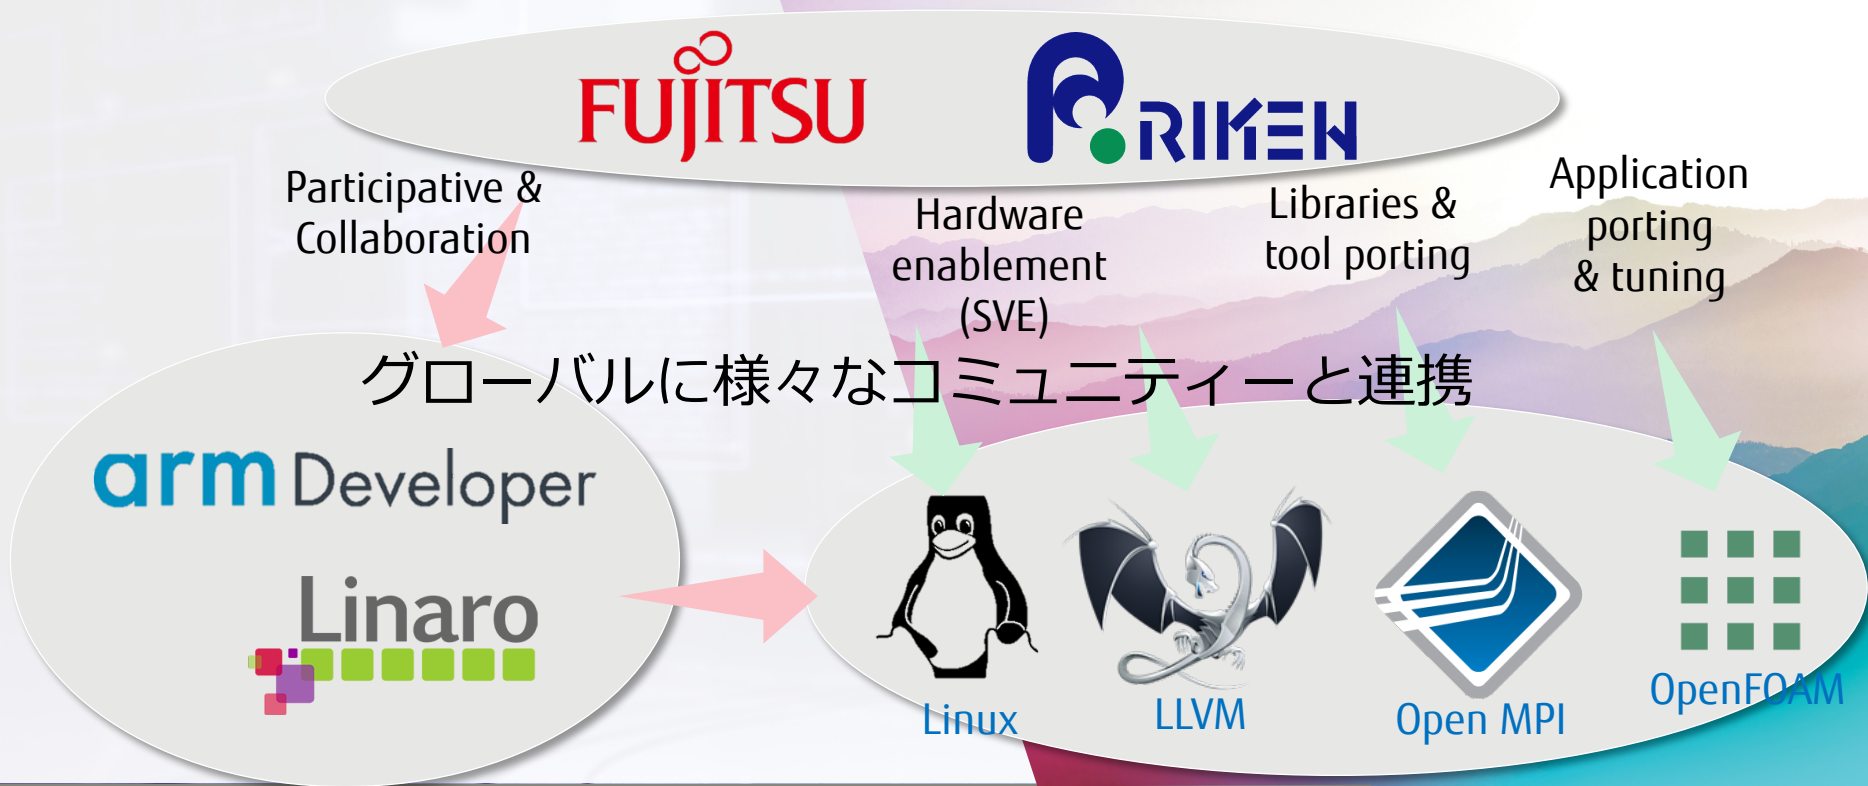 FUJITSU
RIKEN
Participative &
Collaboration
Hardware
enablement
(SVE)
Libraries &
tool porting
Application
porting
& tuning
グローバルに様々なコミュニティーと連携
arm Developer
Linaro
Linux
LLVM
Open MPI
OpenFOAM